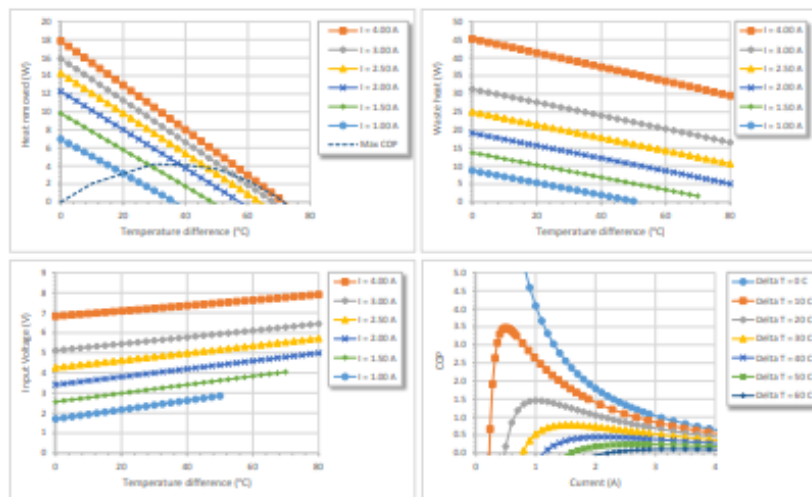 20
18
16
14
12
10
8
6
4
2
0
Heat removed (W)
0 20 40 60 80
Temperature difference (°C)
I = 4.00 A
I = 3.00 A
I = 2.50 A
I = 2.00 A
I = 1.50 A
I = 1.00 A
Max COP
50
45
40
35
30
25
20
15
10
5
0
Waste heat (W)
0 20 40 60 80
Temperature difference (°C)
I = 4.00 A
I = 3.00 A
I = 2.50 A
I = 2.00 A
I = 1.50 A
I = 1.00 A
9
8
7
6
5
4
3
2
1
0
Input Voltage (V)
0 20 40 60 80
Temperature difference (°C)
I = 4.00 A
I = 3.00 A
I = 2.50 A
I = 2.00 A
I = 1.50 A
I = 1.00 A
5.0
4.5
4.0
3.5
3.0
2.5
2.0
1.5
1.0
0.5
0.0
COP
0 1 2 3 4
Current (A)
Delta T = 0 C
Delta T = 10 C
Delta T = 20 C
Delta T = 30 C
Delta T = 40 C
Delta T = 50 C
Delta T = 60 C